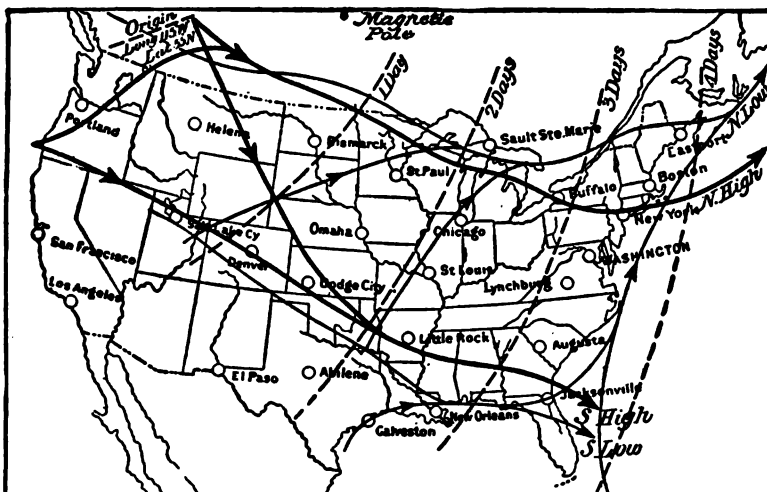 Origin
Long 115 W
Lat 53 N
Magnetic
Pole
1 Day
2 Days
3 Days
4 Days
Portland
Helena
Bismarck
St Paul
Sault Ste. Marie
Eastport
N. Low
Buffalo
Boston
New York
N. High
Salt Lake Cy
Omaha
Chicago
WASHINGTON
San Francisco
Denver
Dodge City
St Louis
Lynchburg
Los Angeles
Little Rock
Augusta
El Paso
Abilene
Jacksonville
Galveston
New Orleans
S High
S Low